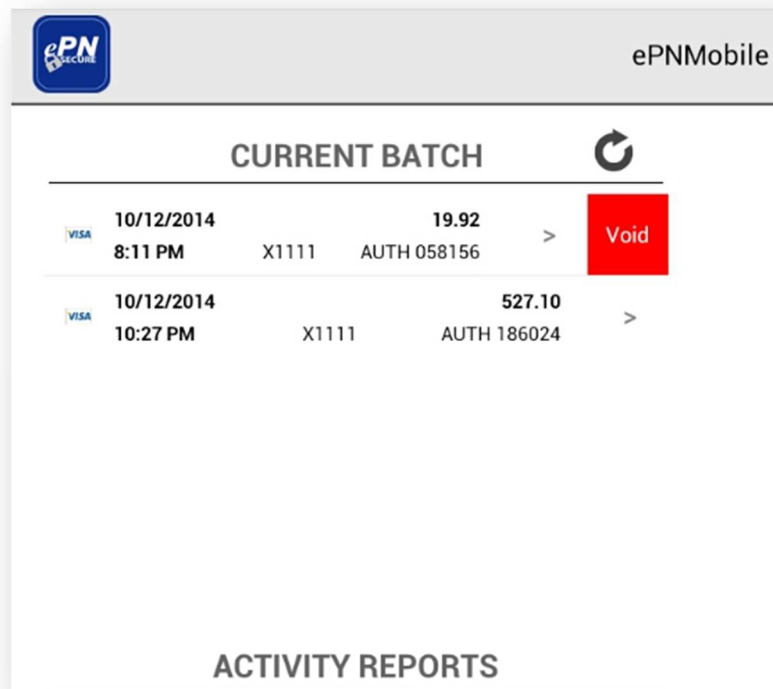 ePN
SECURE
ePNMobile
CURRENT BATCH
VISA 10/12/2014 19.92 > Void
8:11 PM X1111 AUTH 058156
VISA 10/12/2014 527.10 >
10:27 PM X1111 AUTH 186024
ACTIVITY REPORTS